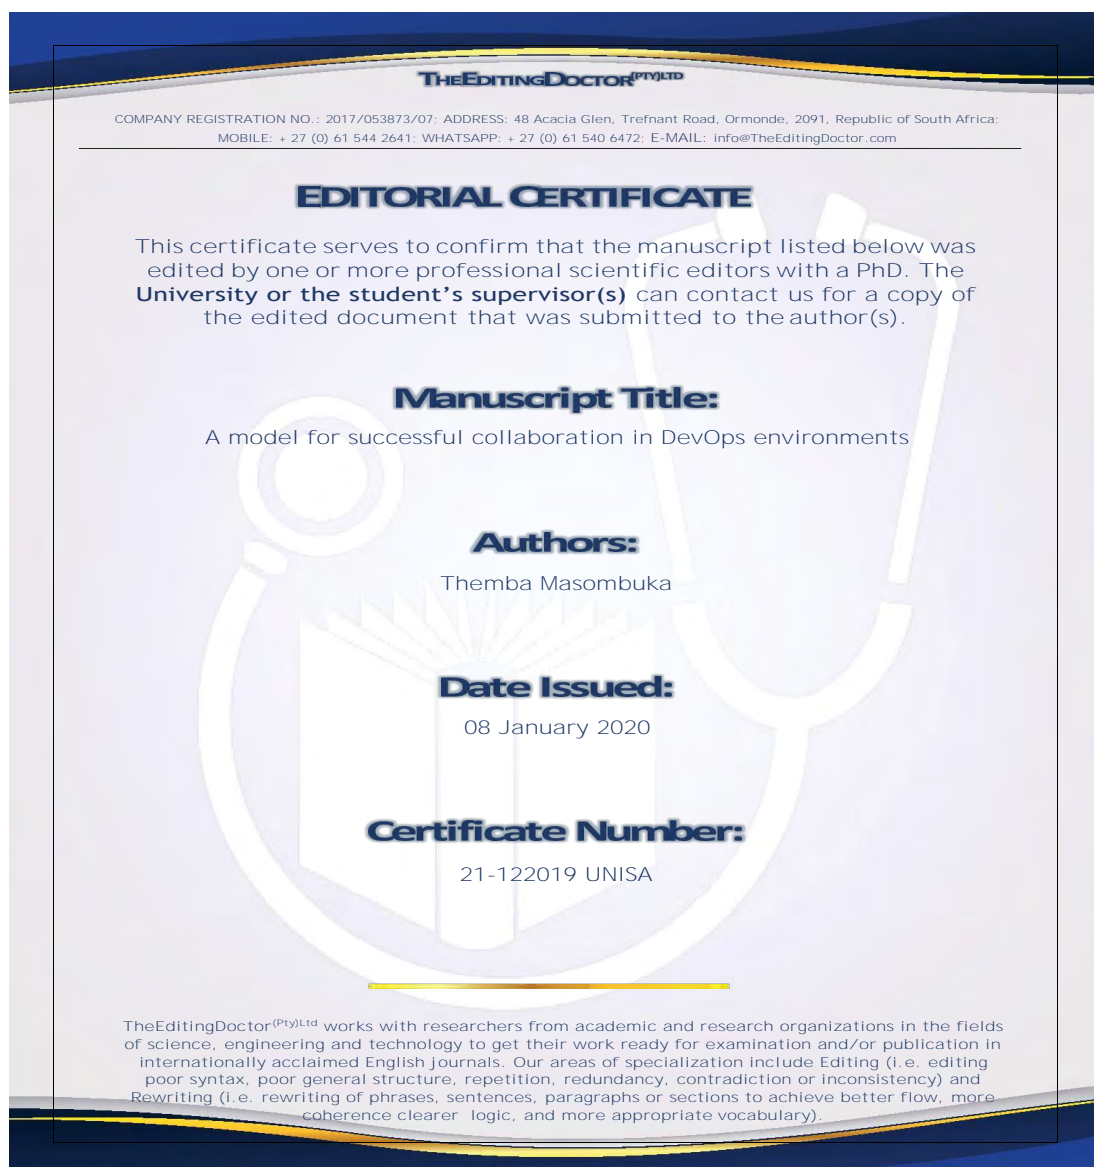 THEEDITINGDOCTOR(PTY)LTD
COMPANY REGISTRATION NO.: 2017/053873/07; ADDRESS: 48 Acacia Glen, Trefnant Road, Ormonde, 2091, Republic of South Africa;
MOBILE: + 27 (0) 61 544 2641; WHATSAPP: + 27 (0) 61 540 6472; E-MAIL: info@TheEditingDoctor.com
EDITORIAL CERTIFICATE
This certificate serves to confirm that the manuscript listed below was
edited by one or more professional scientific editors with a PhD. The
University or the student's supervisor(s) can contact us for a copy of
the edited document that was submitted to the author(s).
Manuscript Title:
A model for successful collaboration in DevOps environments
Authors:
Themba Masombuka
Date Issued:
08 January 2020
Certificate Number:
21-122019 UNISA
TheEditingDoctor(Pty)Ltd works with researchers from academic and research organizations in the fields
of science, engineering and technology to get their work ready for examination and/or publication in
internationally acclaimed English journals. Our areas of specialization include Editing (i.e. editing
poor syntax, poor general structure, repetition, redundancy, contradiction or inconsistency) and
Rewriting (i.e. rewriting of phrases, sentences, paragraphs or sections to achieve better flow, more
coherence clearer logic, and more appropriate vocabulary).